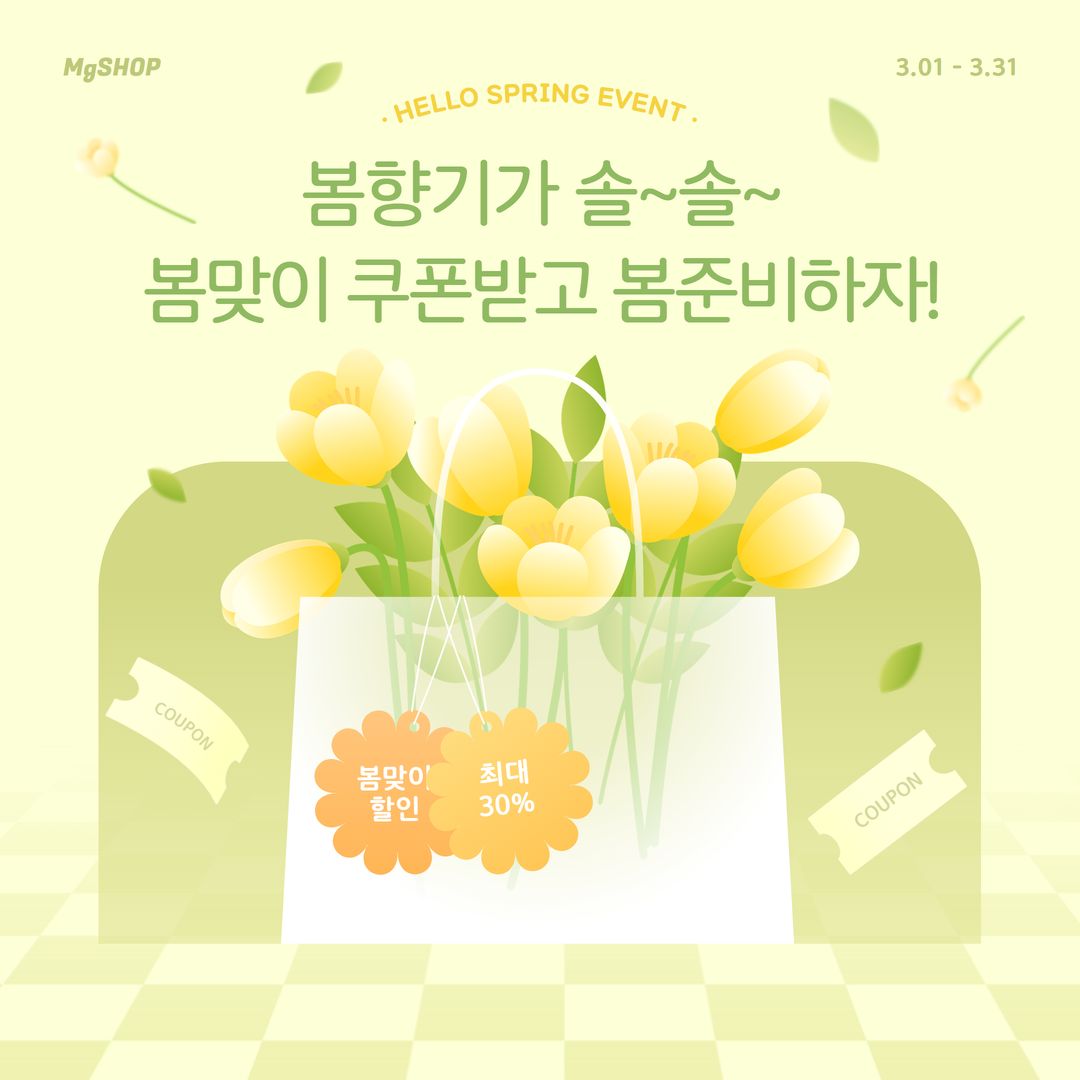 MgSHOP
3.01 - 3.31
· HELLO SPRING EVENT ·
봄향기가 솔~솔~
봄맞이 쿠폰받고 봄준비하자!
COUPON
봄맞이
할인
최대
30%
COUPON